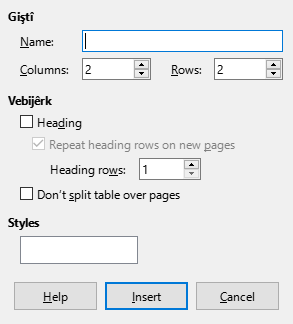 Giştî
Name:
Columns: 2 Rows: 2
Vebijêrk
Heading
Repeat heading rows on new pages
Heading rows: 1
Don't split table over pages
Styles
Help Insert Cancel